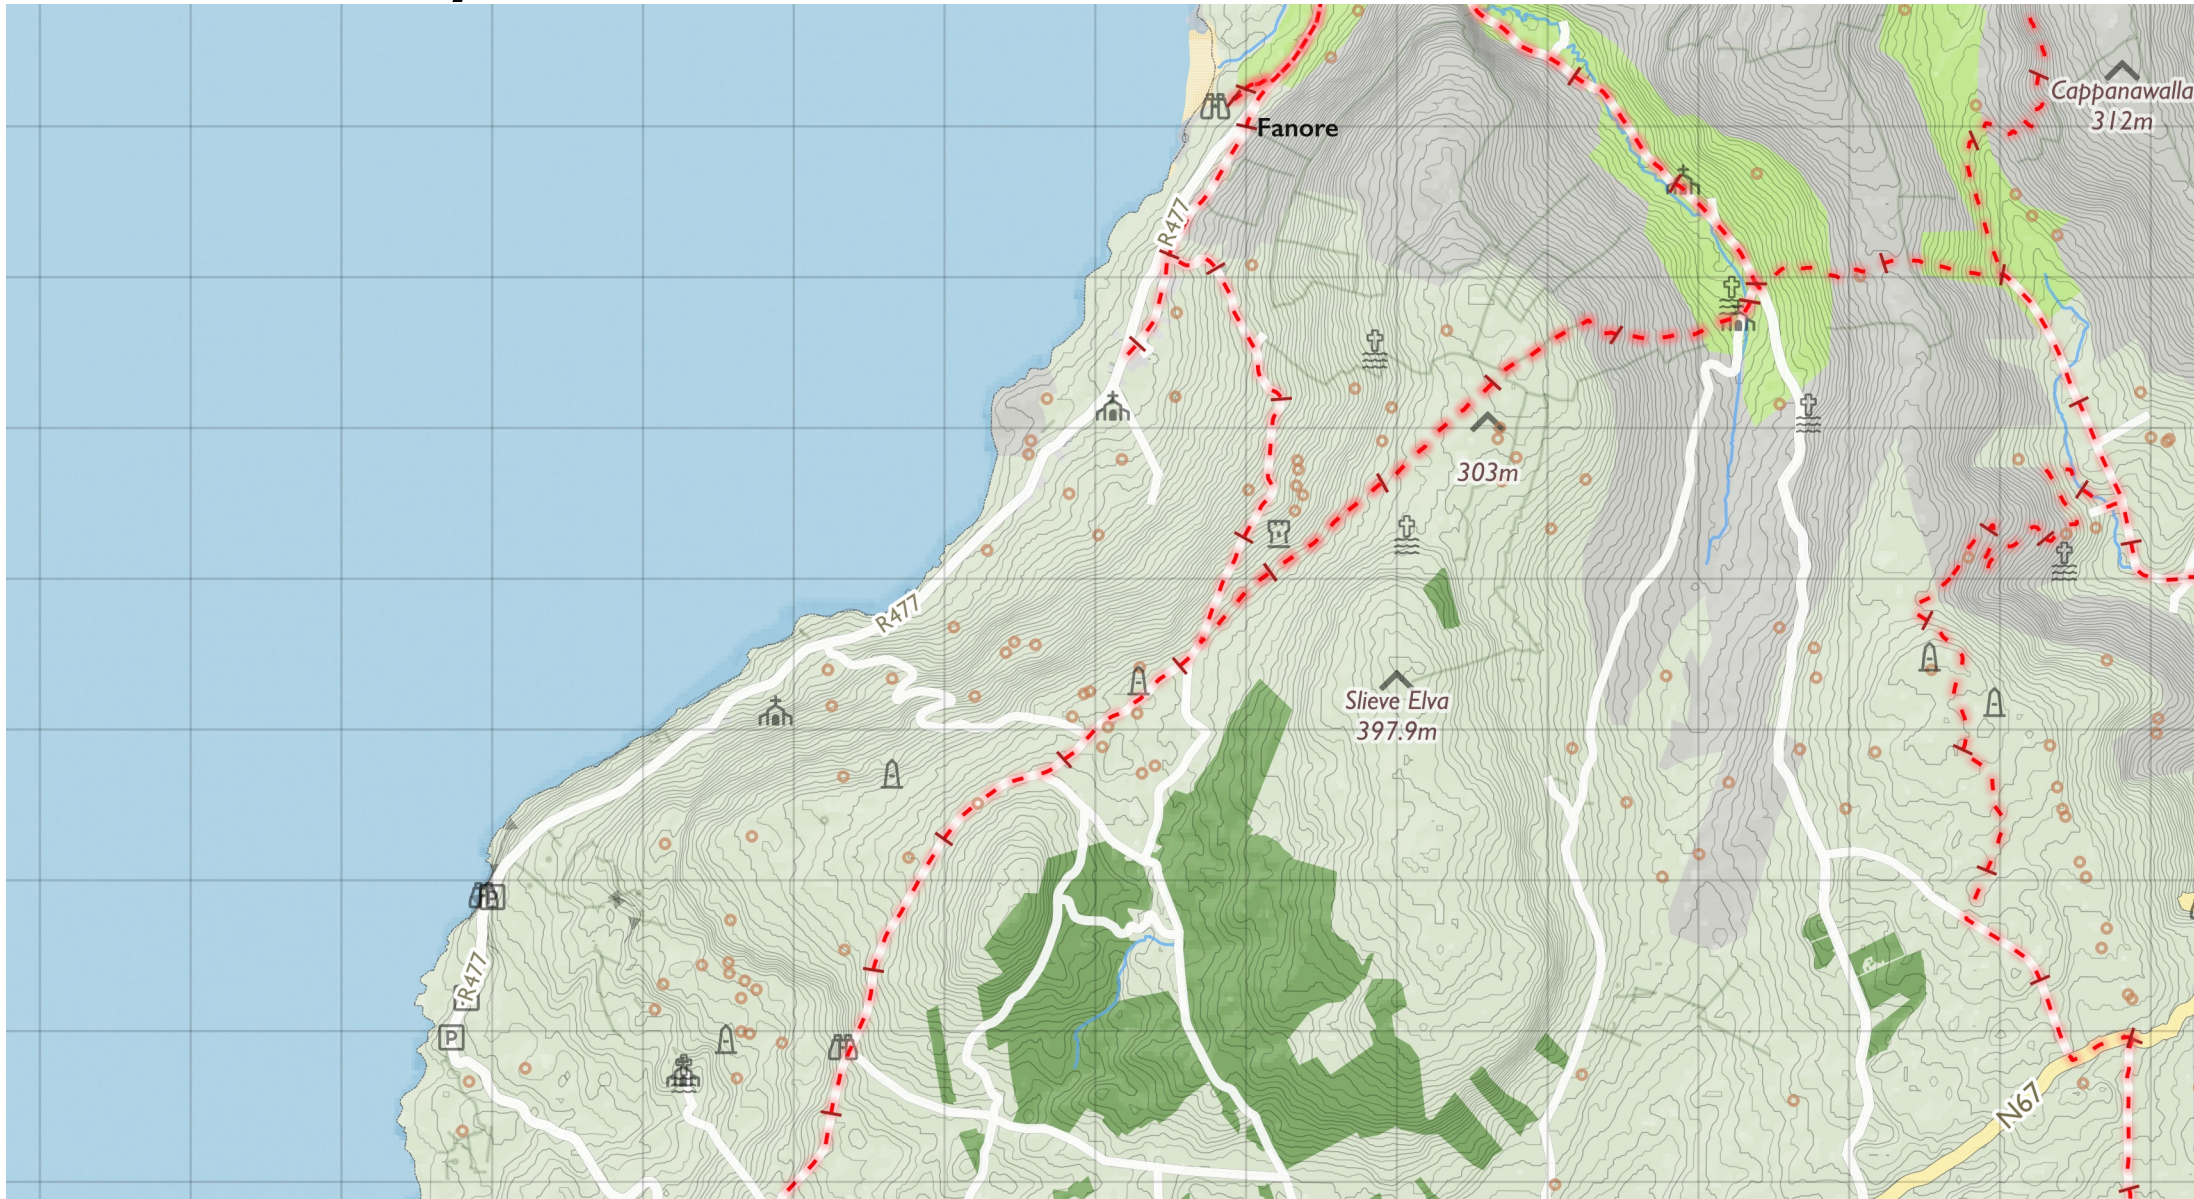 Cappanawalla
312m
Fanore
R477
303m
R477
Slieve Elva
397.9m
R477
P
N67